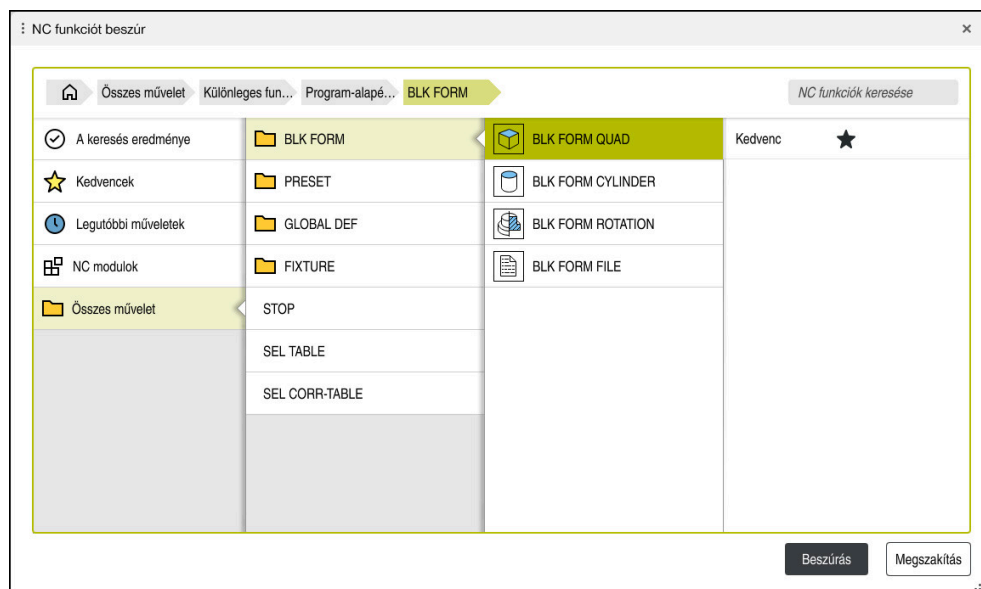 NC funkciót beszúr
Összes művelet Különleges fun... Program-alapé... BLK FORM NC funkciók keresése
A keresés eredménye BLK FORM BLK FORM QUAD Kedvenc
Kedvencek PRESET BLK FORM CYLINDER
Legutóbbi műveletek GLOBAL DEF BLK FORM ROTATION
NC modulok FIXTURE BLK FORM FILE
Összes művelet STOP
SEL TABLE
SEL CORR-TABLE
Beszúrás Megszakítás